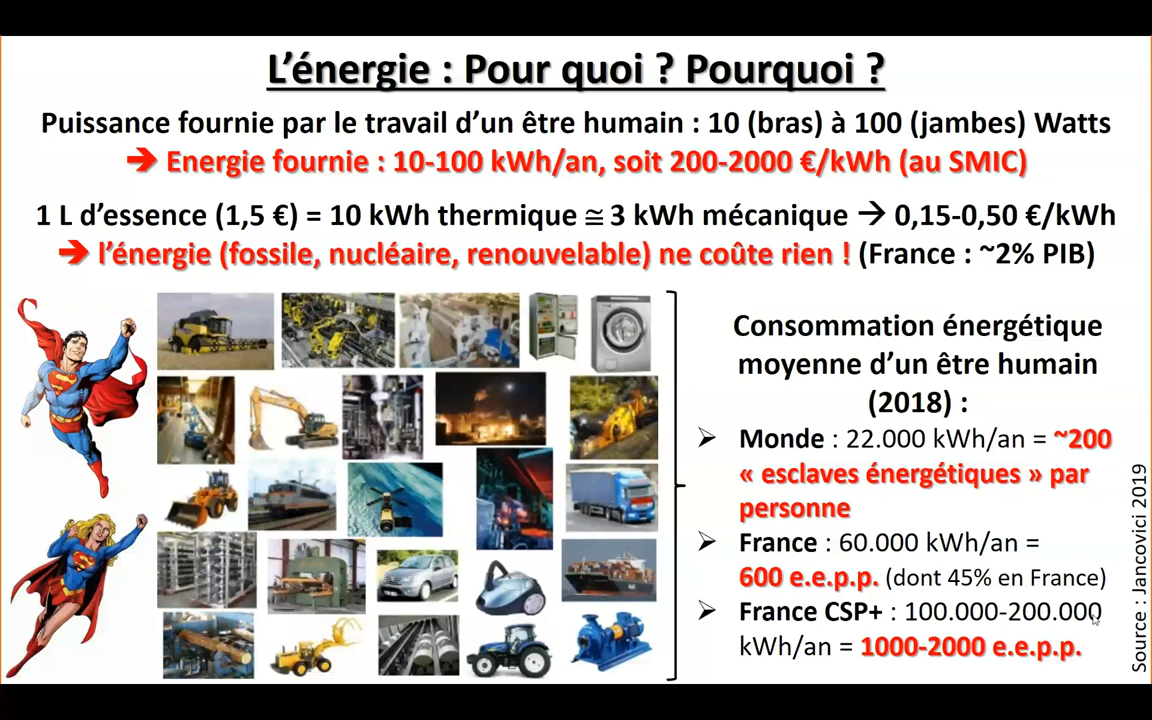 L’énergie : Pour quoi ? Pourquoi ?
Puissance fournie par le travail d’un être humain : 10 (bras) à 100 (jambes) Watts
➔ Energie fournie : 10-100 kWh/an, soit 200-2000 €/kWh (au SMIC)
1 L d’essence (1,5 €) = 10 kWh thermique ≅ 3 kWh mécanique → 0,15-0,50 €/kWh
➔ l’énergie (fossile, nucléaire, renouvelable) ne coûte rien ! (France : ~2% PIB)
Consommation énergétique
moyenne d’un être humain
(2018) :
➢ Monde : 22.000 kWh/an = ~200
« esclaves énergétiques » par
personne
➢ France : 60.000 kWh/an =
600 e.e.p.p. (dont 45% en France)
➢ France CSP+ : 100.000-200.000
kWh/an = 1000-2000 e.e.p.p.
Source : Jancovici 2019